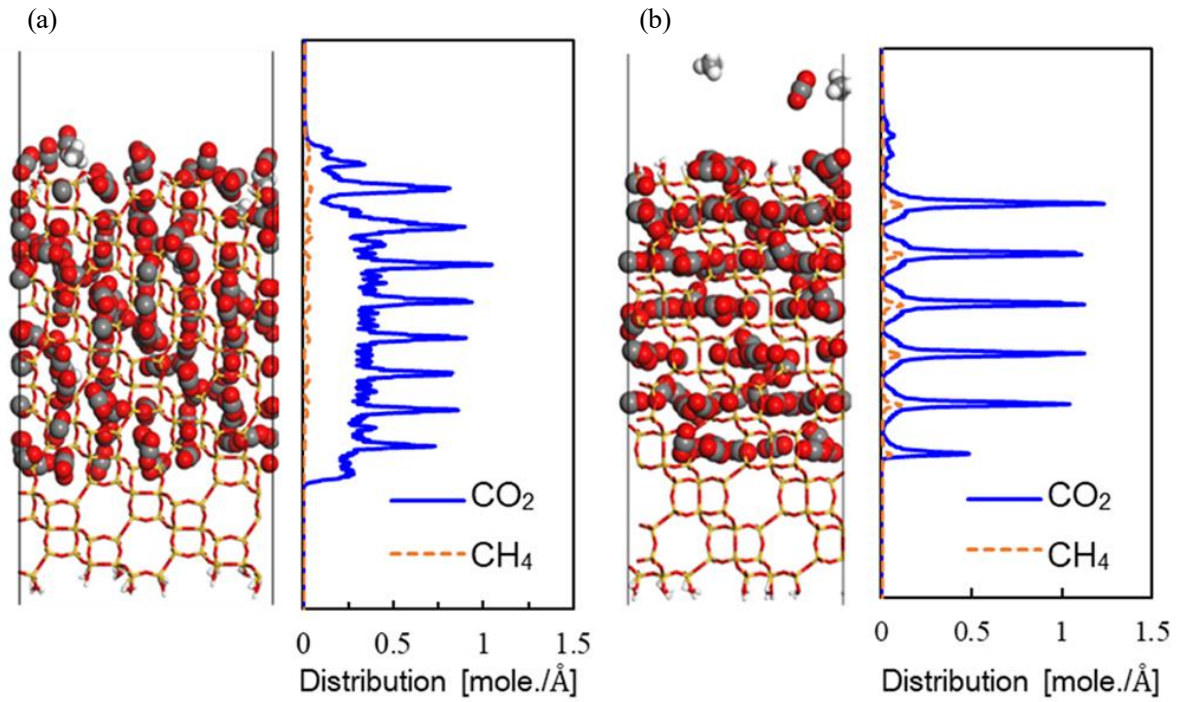 (a)
(b)
CO₂
CH₄
0 0.5 1 1.5
Distribution [mole./Å]
CO₂
CH₄
0 0.5 1 1.5
Distribution [mole./Å]